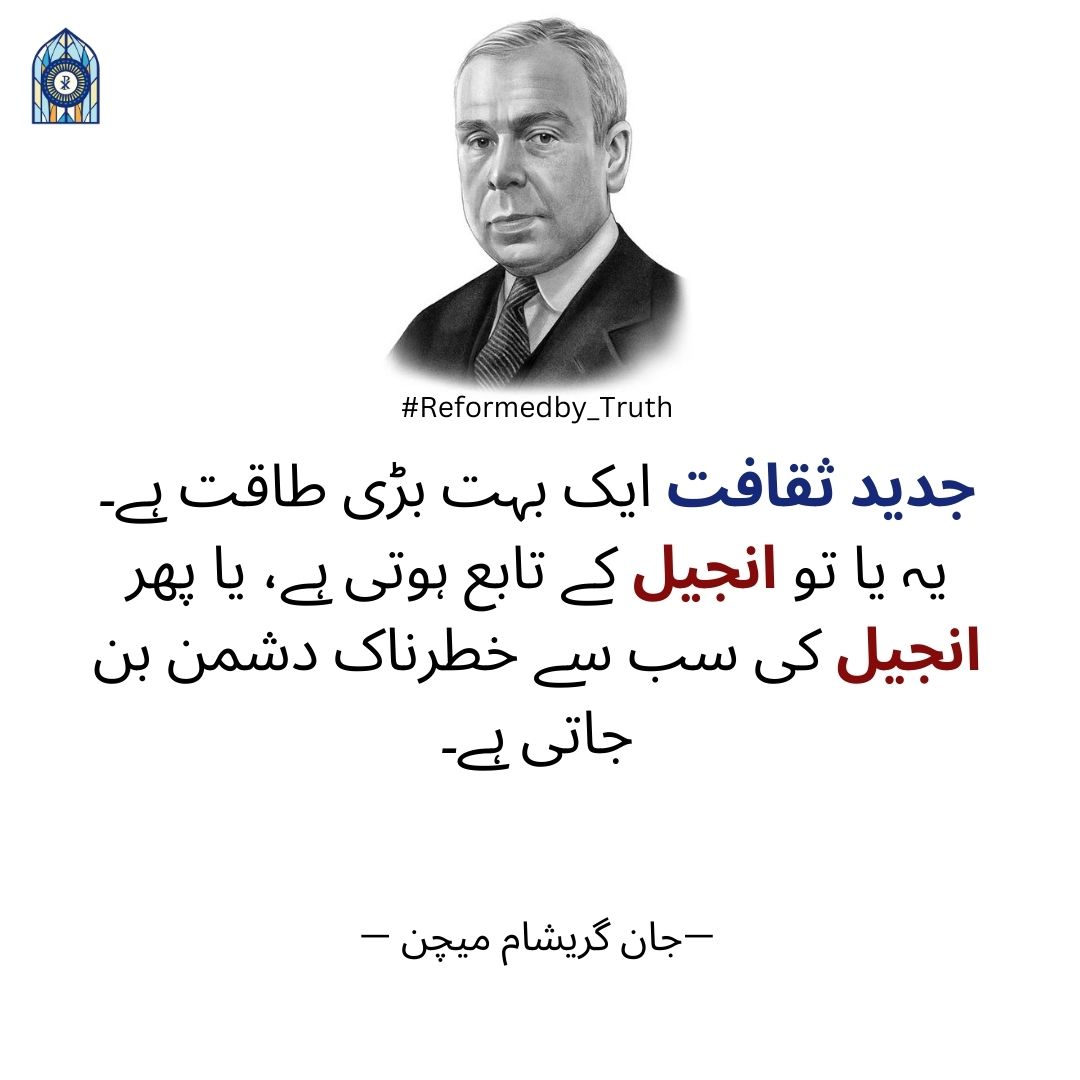 #Reformedby_Truth
جدید ثقافت ایک بہت بڑی طاقت ہے۔
یہ یا تو انجیل کے تابع ہوتی ہے، یا پھر
انجیل کی سب سے خطرناک دشمن بن
جاتی ہے۔
—جان گریشام میچن —